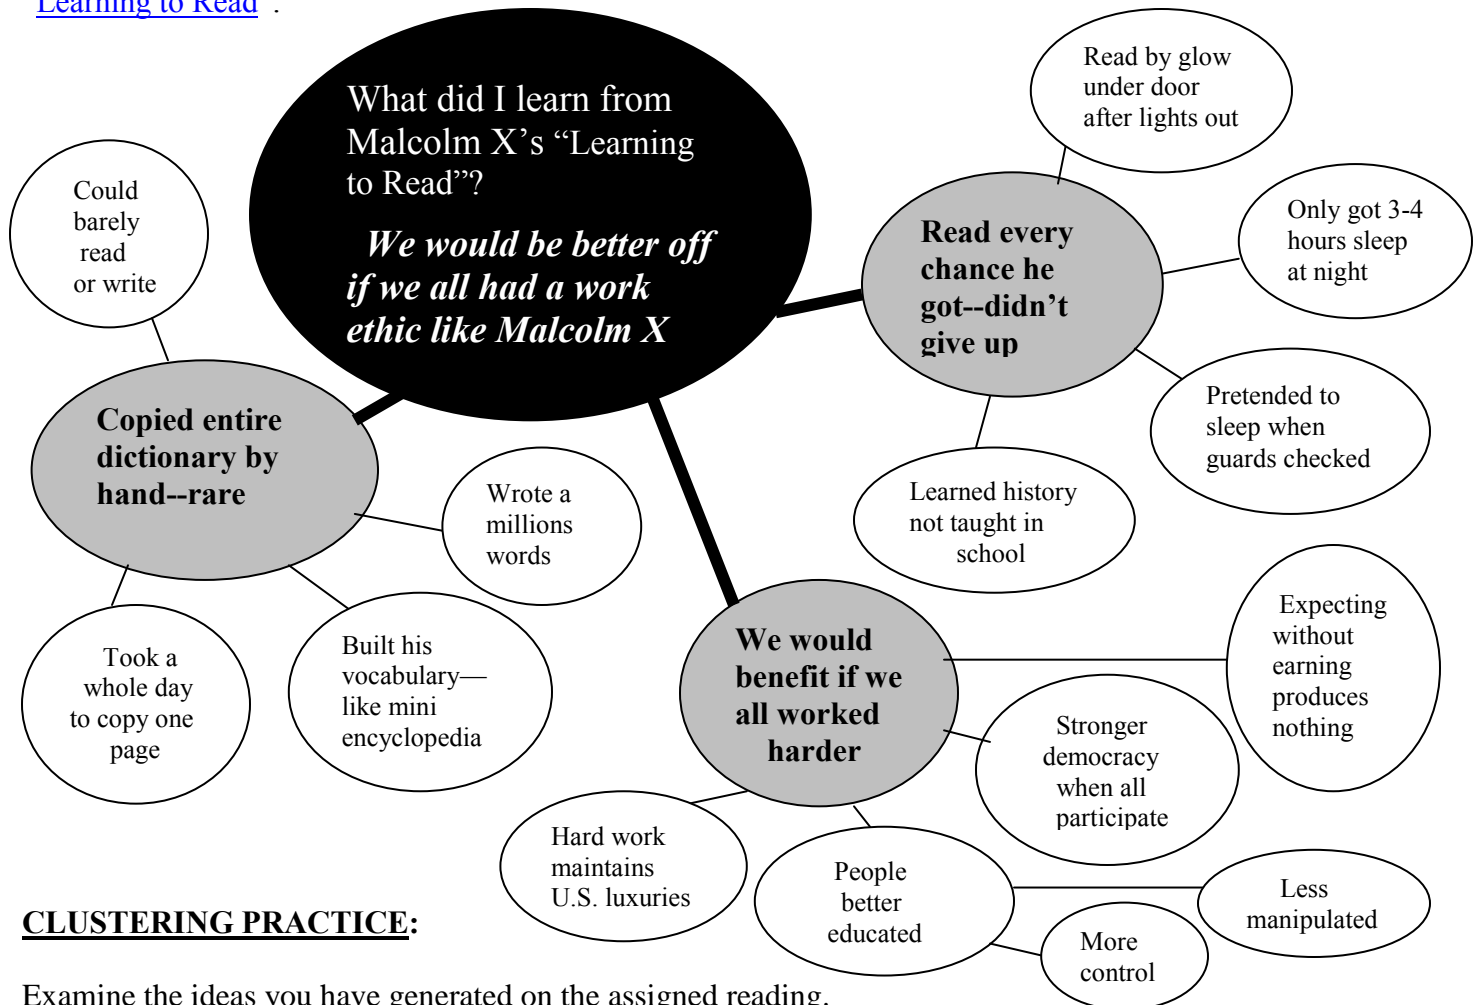 "Learning to Read".
What did I learn from
Malcolm X's “Learning
to Read”?
We would be better off
if we all had a work
ethic like Malcolm X
Could
barely
read
or write
Copied entire
dictionary by
hand--rare
Wrote a
millions
words
Took a
whole day
to copy one
page
Built his
vocabulary—
like mini
encyclopedia
Read every
chance he
got--didn’t
give up
Read by glow
under door
after lights out
Only got 3-4
hours sleep
at night
Pretended to
sleep when
guards checked
Learned history
not taught in
school
We would
benefit if we
all worked
harder
Expecting
without
earning
produces
nothing
Stronger
democracy
when all
participate
Hard work
maintains
U.S. luxuries
People
better
educated
Less
manipulated
More
control
CLUSTERING PRACTICE:
Examine the ideas you have generated on the assigned reading.